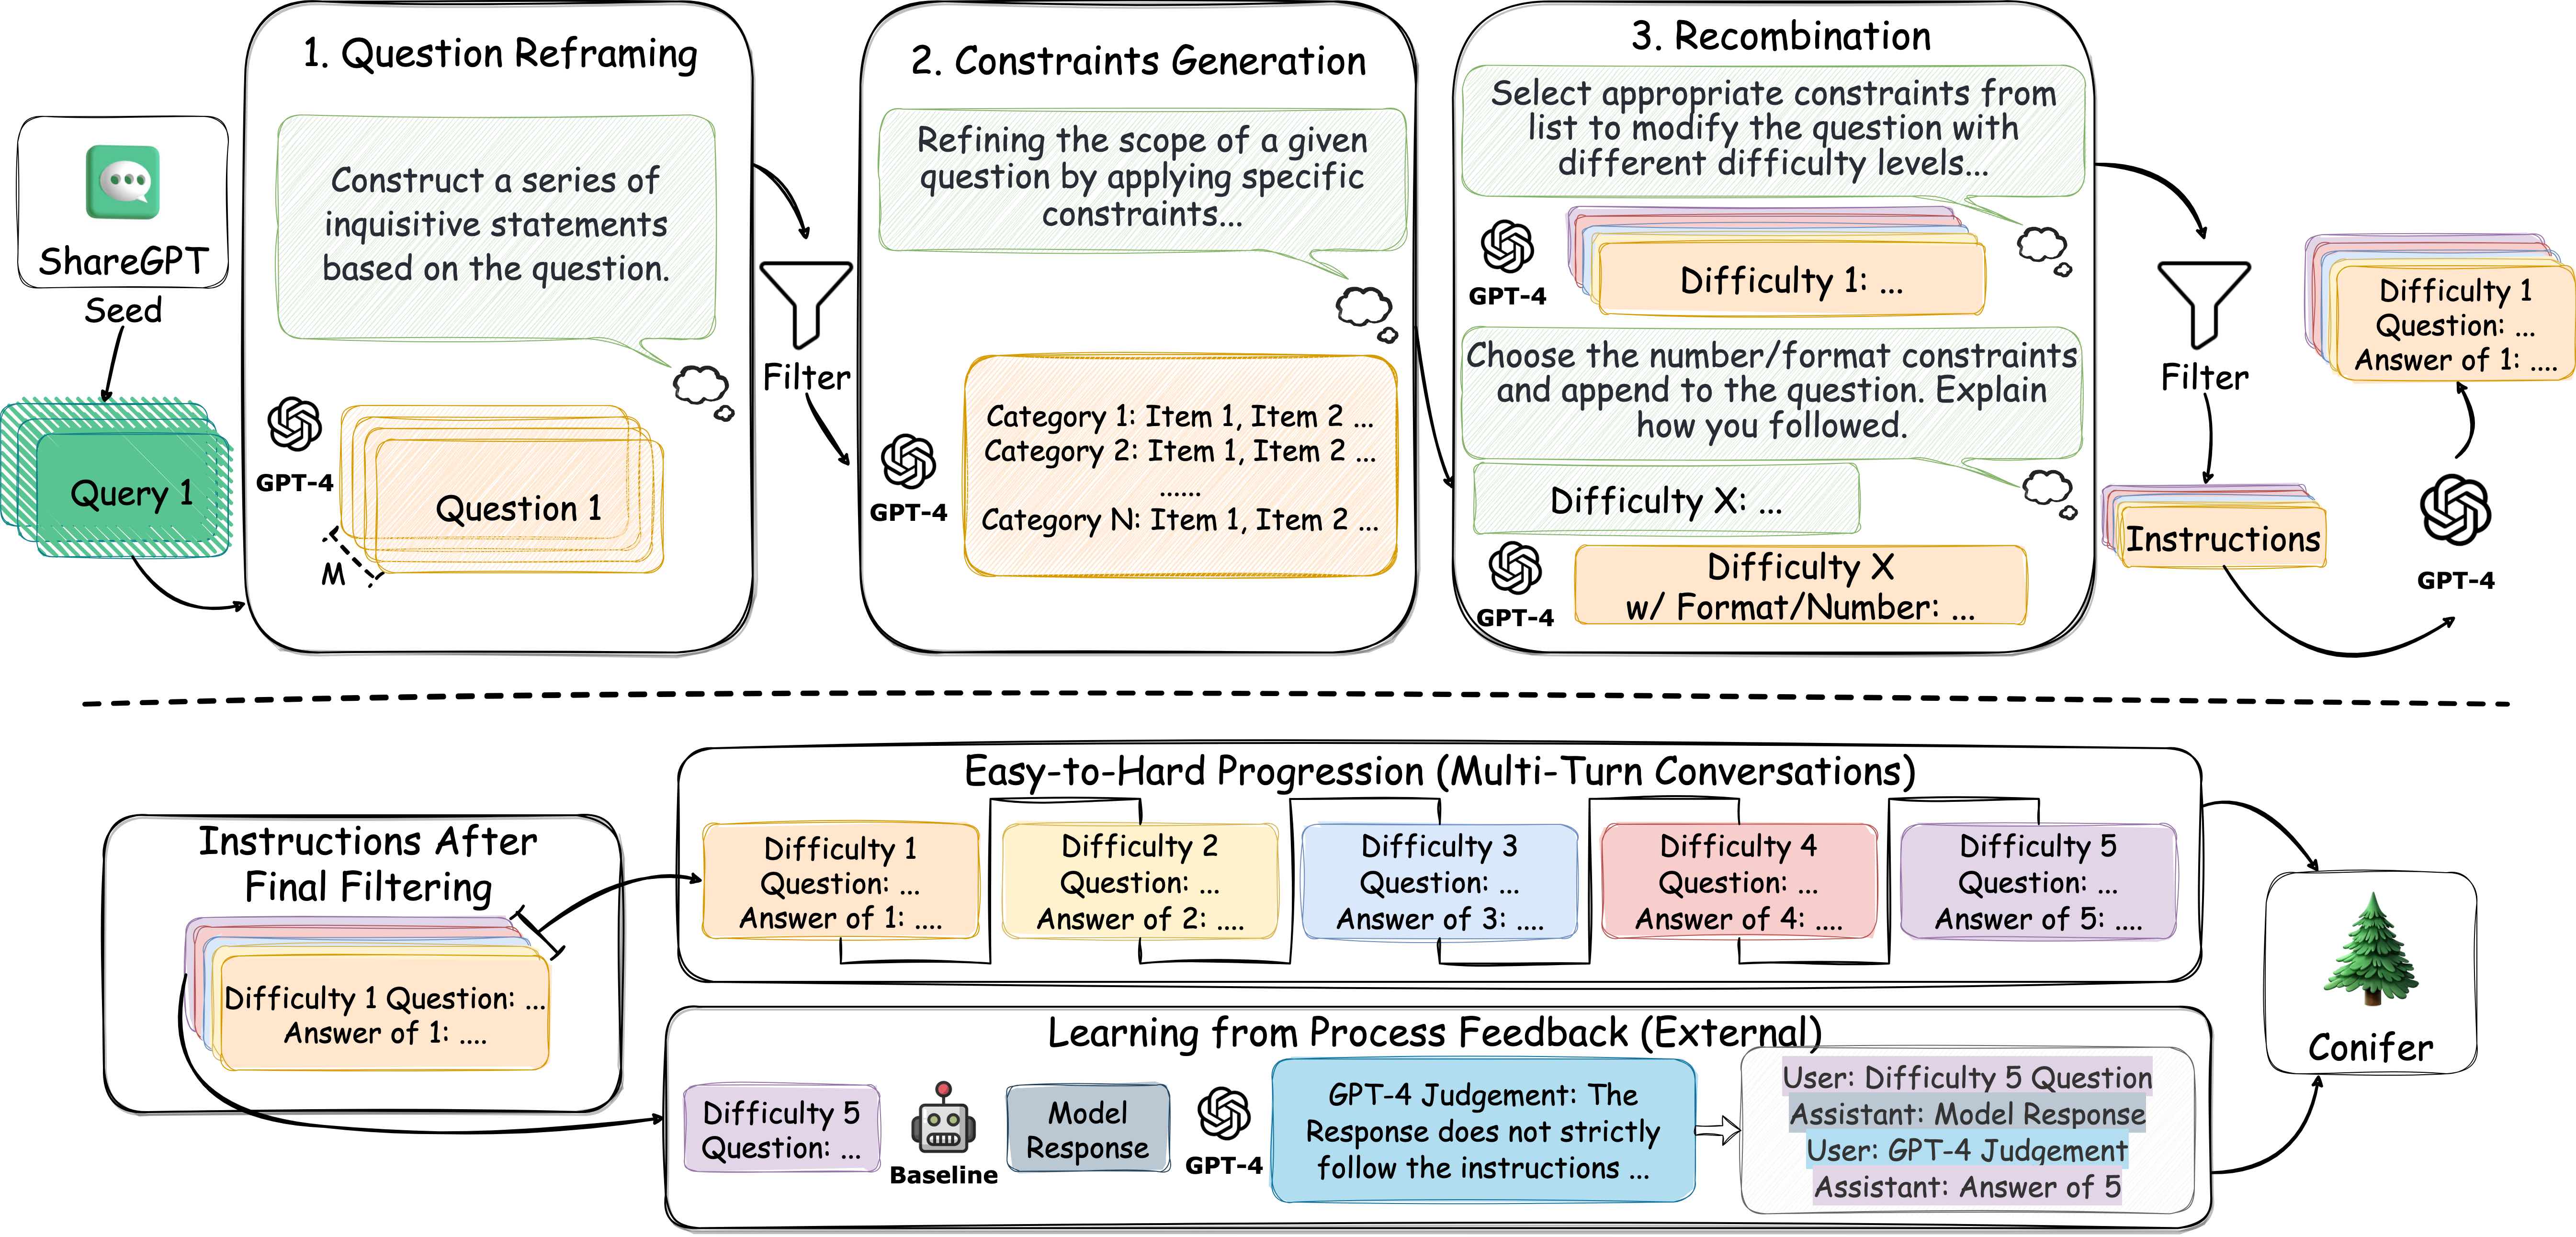 1. Question Reframing
Construct a series of
inquisitive statements
based on the question.
ShareGPT
Seed
Query 1
GPT-4
Question 1
M
Filter
2. Constraints Generation
Refining the scope of a given
question by applying specific
constraints...
GPT-4
Category 1: Item 1, Item 2 ...
Category 2: Item 1, Item 2 ...
......
Category N: Item 1, Item 2 ...
3. Recombination
Select appropriate constraints from
list to modify the question with
different difficulty levels...
GPT-4
Difficulty 1: ...
Choose the number/format constraints
and append to the question. Explain
how you followed.
Difficulty X: ...
GPT-4
Difficulty X
w/ Format/Number: ...
Filter
Instructions
GPT-4
Difficulty 1
Question: ...
Answer of 1: ....
Instructions After
Final Filtering
Difficulty 1 Question: ...
Answer of 1: ....
Easy-to-Hard Progression (Multi-Turn Conversations)
Difficulty 1
Question: ...
Answer of 1: ....
Difficulty 2
Question: ...
Answer of 2: ....
Difficulty 3
Question: ...
Answer of 3: ....
Difficulty 4
Question: ...
Answer of 4: ....
Difficulty 5
Question: ...
Answer of 5: ....
Learning from Process Feedback (External)
Difficulty 5
Question: ...
Baseline
Model
Response
GPT-4
GPT-4 Judgement: The
Response does not strictly
follow the instructions ...
User: Difficulty 5 Question
Assistant: Model Response
User: GPT-4 Judgement
Assistant: Answer of 5
Conifer